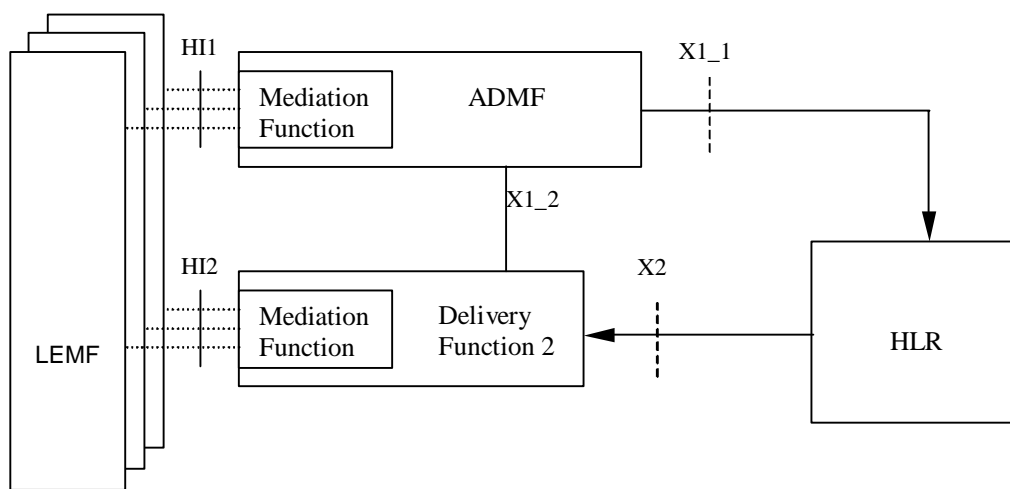 HI1
X1_1
Mediation
Function
ADMF
X1_2
HI2
X2
Mediation
Function
Delivery
Function 2
LEMF
HLR